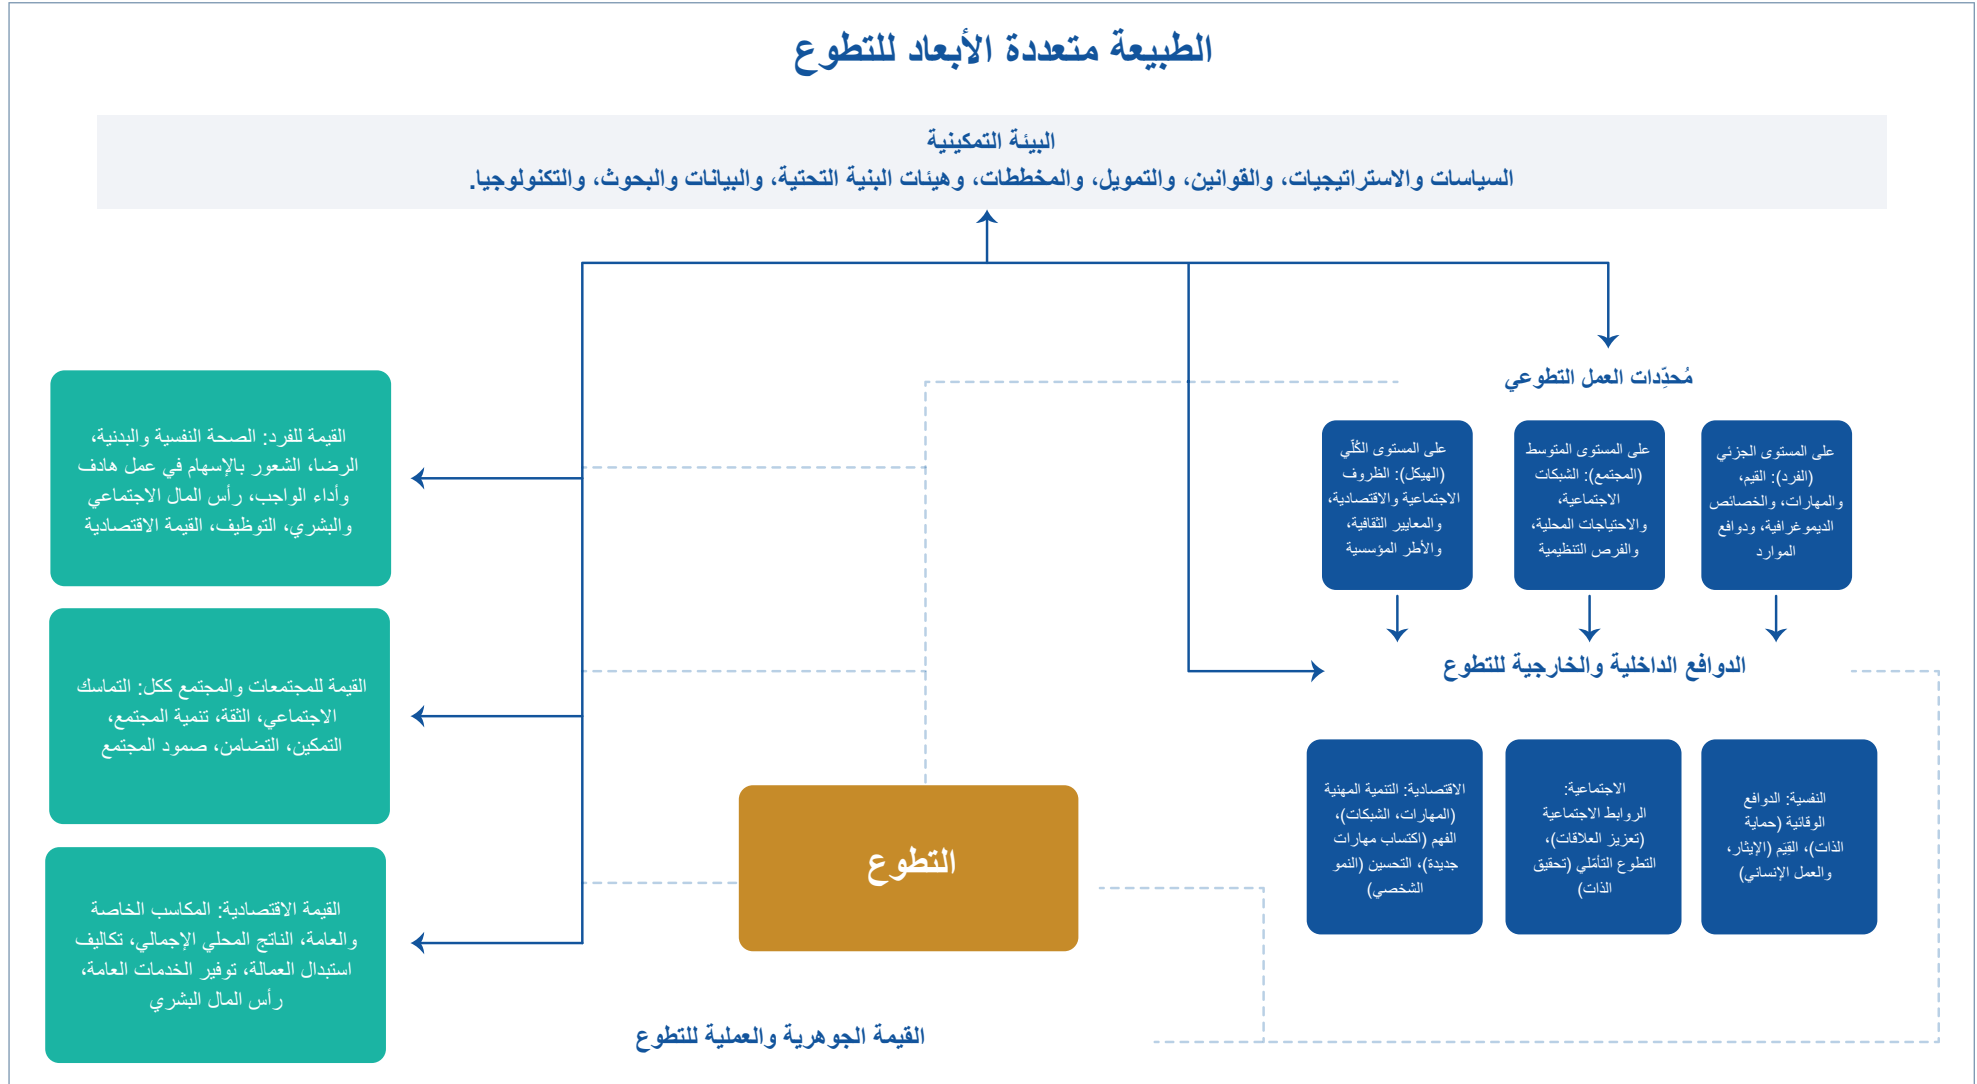 الطبيعة متعددة الأبعاد للتطوع
البيئة التمكينية
السياسات والاستراتيجيات، والقوانين، والتمويل، والمخططات، وهيئات البنية التحتية، والبيانات والبحوث، والتكنولوجيا.
مُحدِّدات العمل التطوعي
على المستوى الجزئي
(الفرد): القيم،
والمهارات، والخصائص
الديموغرافية، ودوافع
الموارد
على المستوى المتوسط
(المجتمع): الشبكات
الاجتماعية،
والاحتياجات المحلية،
والفرص التنظيمية
على المستوى الكُلّي
(الهيكل): الظروف
الاجتماعية والاقتصادية،
والمعايير الثقافية،
والأطر المؤسسية
الدوافع الداخلية والخارجية للتطوع
النفسية: الدوافع
الوقائية (حماية
الذات)، القِيَم (الإيثار،
والعمل الإنساني)
الاجتماعية:
الروابط الاجتماعية
(تعزيز العلاقات)،
التطوع التأمّلي (تحقيق
الذات)
الاقتصادية: التنمية المهنية
(المهارات، الشبكات)،
الفهم (اكتساب مهارات
جديدة)، التحسين (النمو
الشخصي)
التطوع
القيمة الجوهرية والعملية للتطوع
القيمة للفرد: الصحة النفسية والبدنية،
الرضا، الشعور بالإسهام في عمل هادف
وأداء الواجب، رأس المال الاجتماعي
والبشري، التوظيف، القيمة الاقتصادية
القيمة للمجتمعات والمجتمع ككل: التماسك
الاجتماعي، الثقة، تنمية المجتمع،
التمكين، التضامن، صمود المجتمع
القيمة الاقتصادية: المكاسب الخاصة
والعامة، الناتج المحلي الإجمالي، تكاليف
استبدال العمالة، توفير الخدمات العامة،
رأس المال البشري